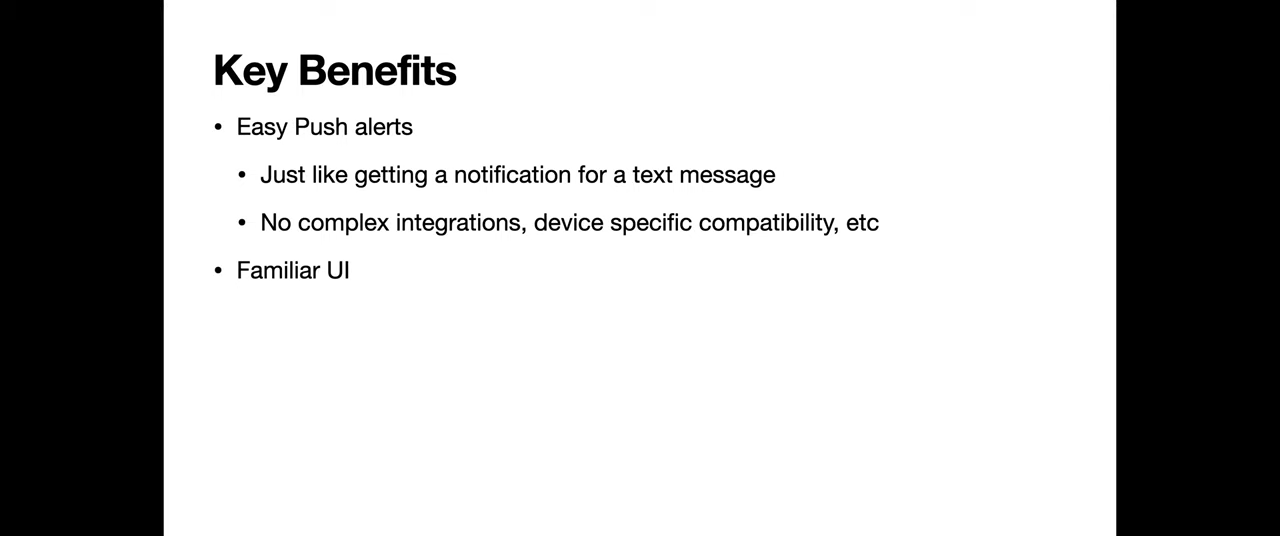 Key Benefits
• Easy Push alerts
• Just like getting a notification for a text message
• No complex integrations, device specific compatibility, etc
• Familiar UI